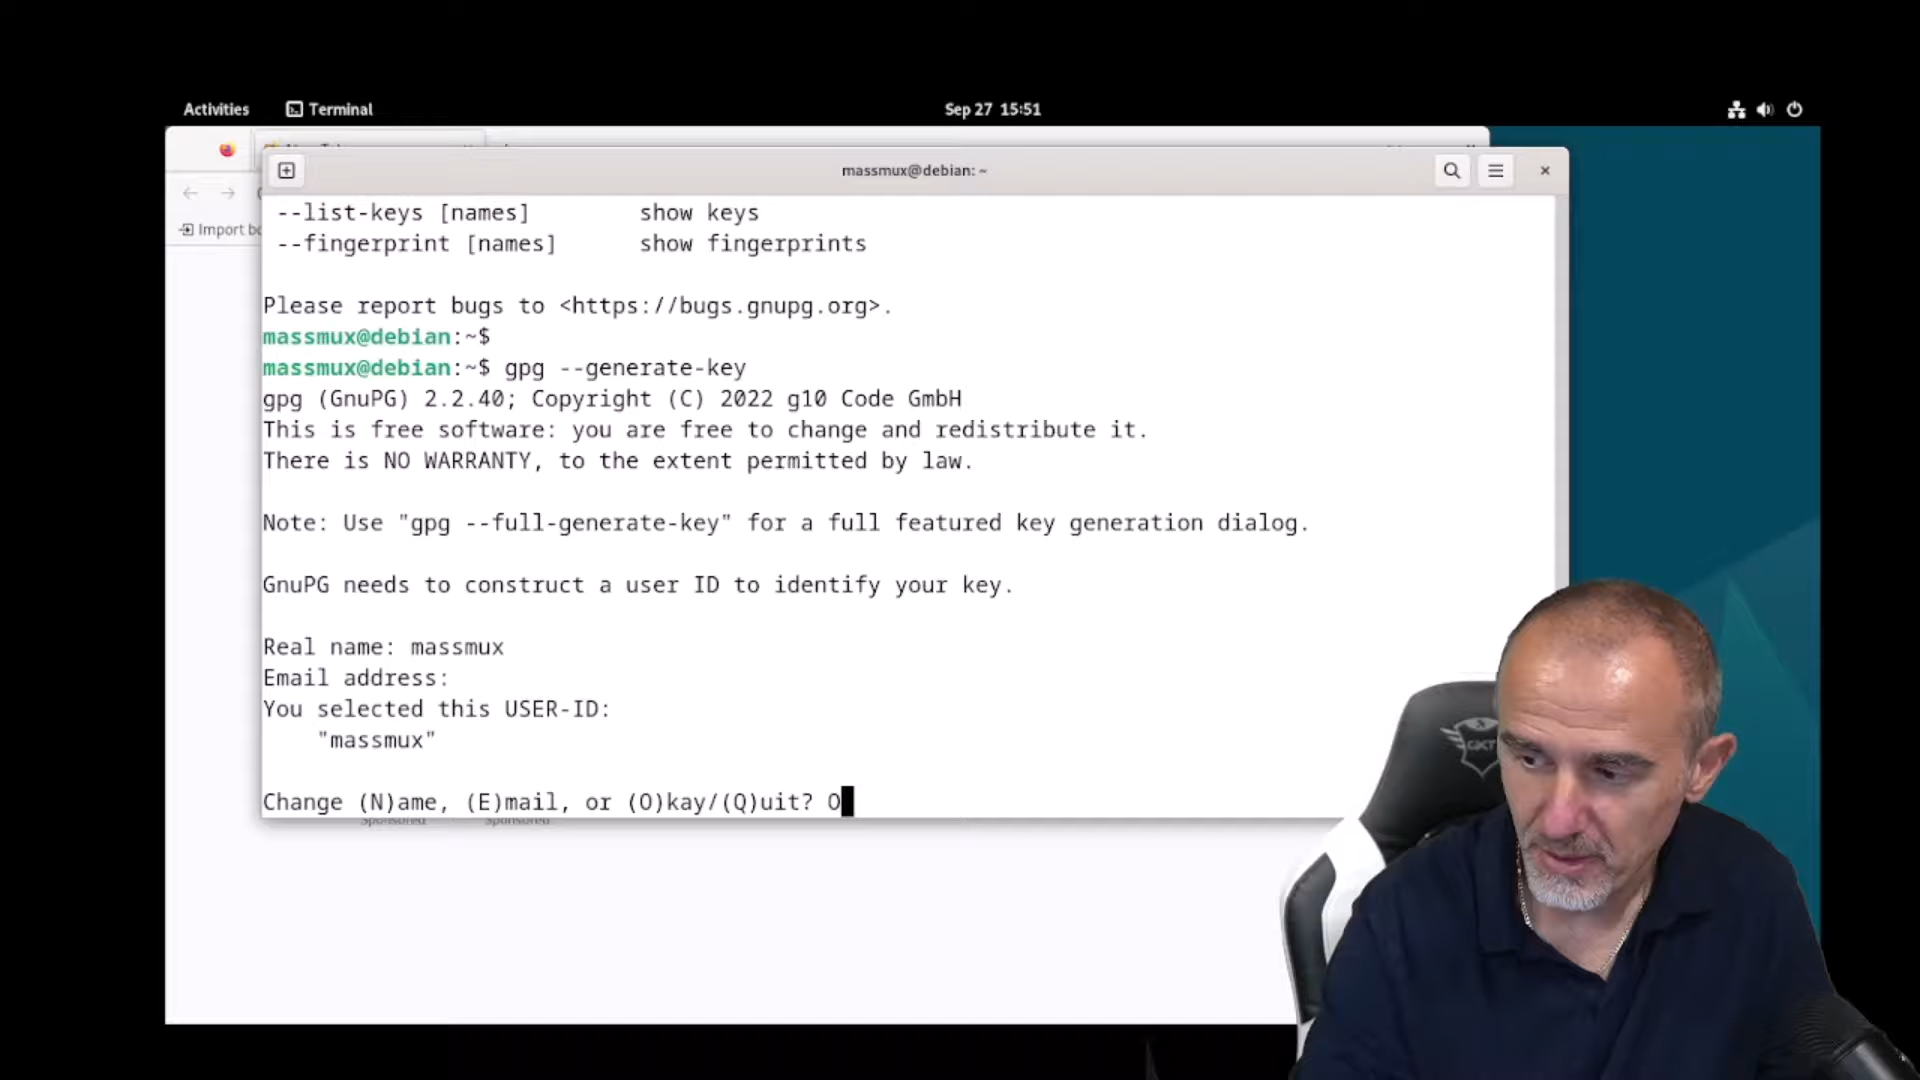 Activities
Terminal
Sep 27 15:51
massmux@debian: ~
Import bo
--list-keys [names] show keys
--fingerprint [names] show fingerprints
Please report bugs to <https://bugs.gnupg.org>.
massmux@debian:~$
massmux@debian:~$ gpg --generate-key
gpg (GnuPG) 2.2.40; Copyright (C) 2022 g10 Code GmbH
This is free software: you are free to change and redistribute it.
There is NO WARRANTY, to the extent permitted by law.
Note: Use "gpg --full-generate-key" for a full featured key generation dialog.
GnuPG needs to construct a user ID to identify your key.
Real name: massmux
Email address:
You selected this USER-ID:
"massmux"
Change (N)ame, (E)mail, or (O)kay/(Q)uit? O
Sponsored Sponsored
GXT